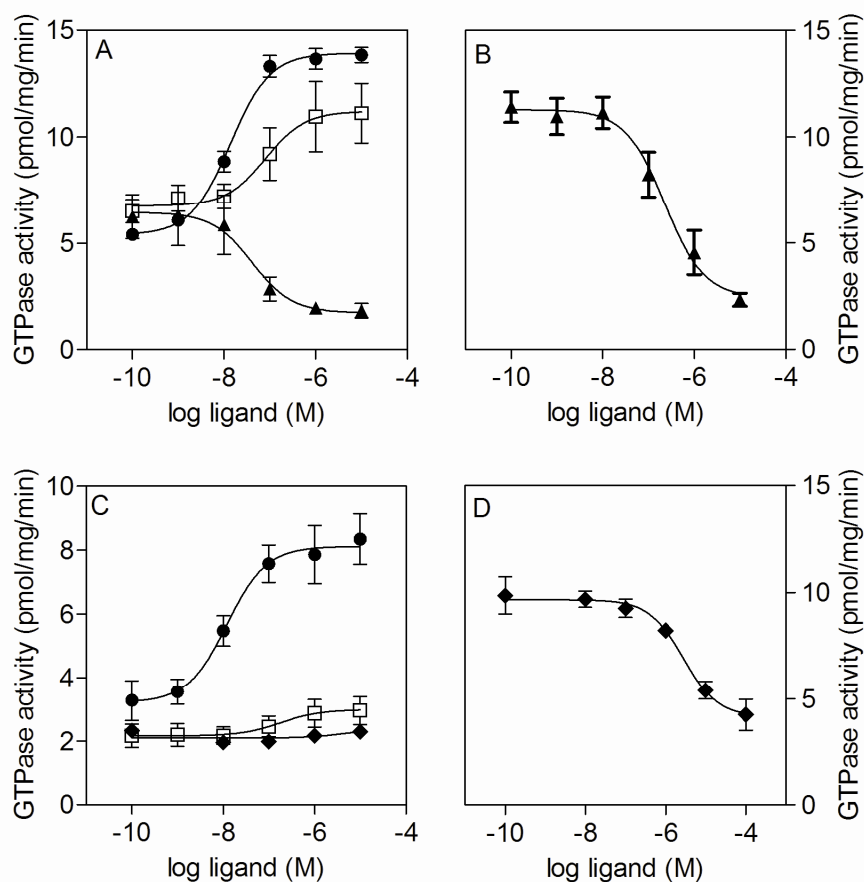 A
GTPase activity (pmol/mg/min)
15
10
5
0
-10 -8 -6 -4
log ligand (M)
B
GTPase activity (pmol/mg/min)
15
10
5
0
-10 -8 -6 -4
log ligand (M)
C
GTPase activity (pmol/mg/min)
10
8
6
4
2
0
-10 -8 -6 -4
log ligand (M)
D
GTPase activity (pmol/mg/min)
15
10
5
0
-10 -8 -6 -4
log ligand (M)